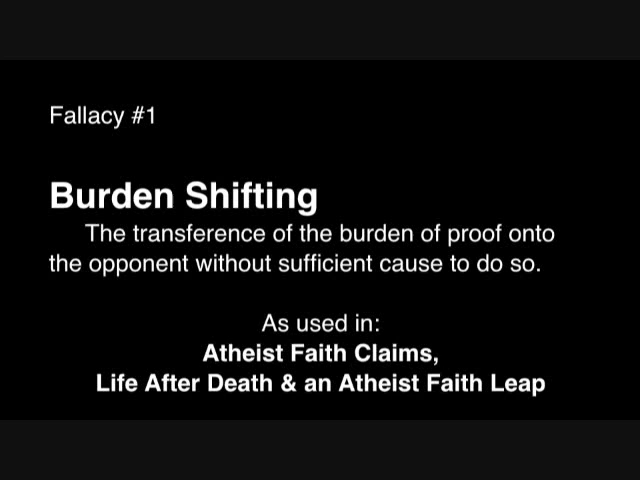 Fallacy #1
Burden Shifting
The transference of the burden of proof onto
the opponent without sufficient cause to do so.
As used in:
Atheist Faith Claims,
Life After Death & an Atheist Faith Leap